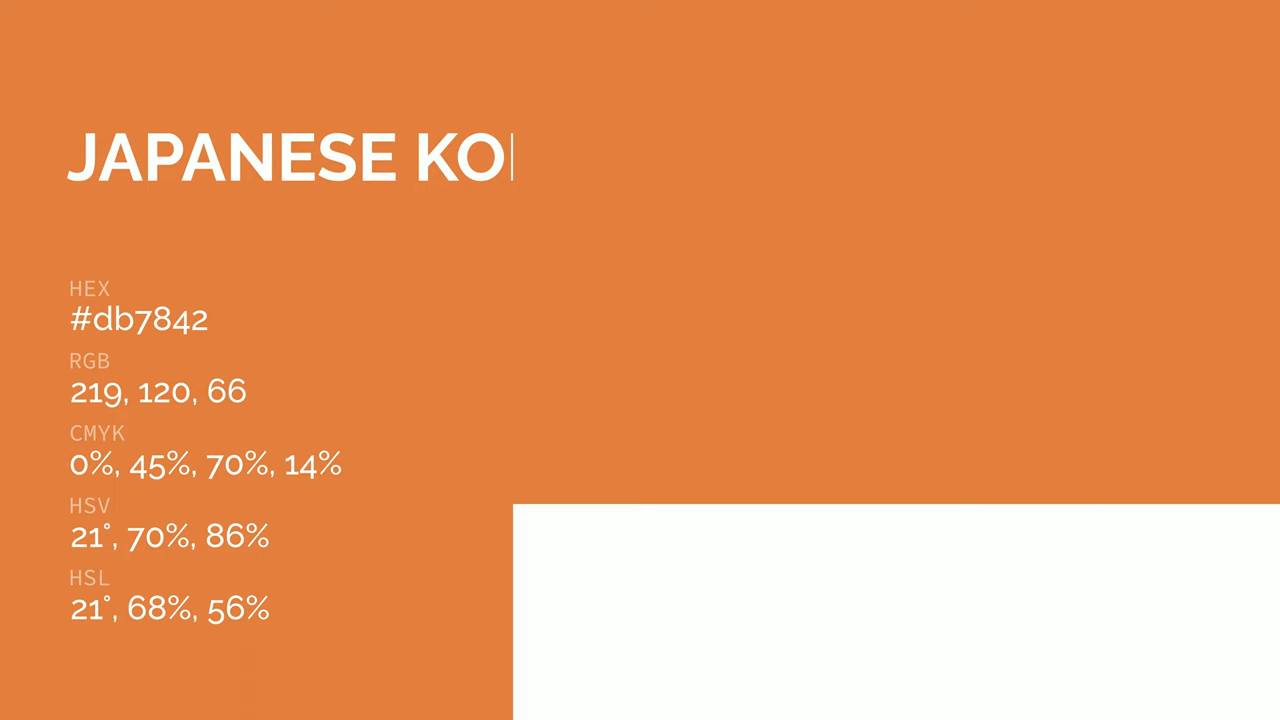 JAPANESE KO
HEX
#db7842
RGB
219, 120, 66
CMYK
0%, 45%, 70%, 14%
HSV
21°, 70%, 86%
HSL
21°, 68%, 56%